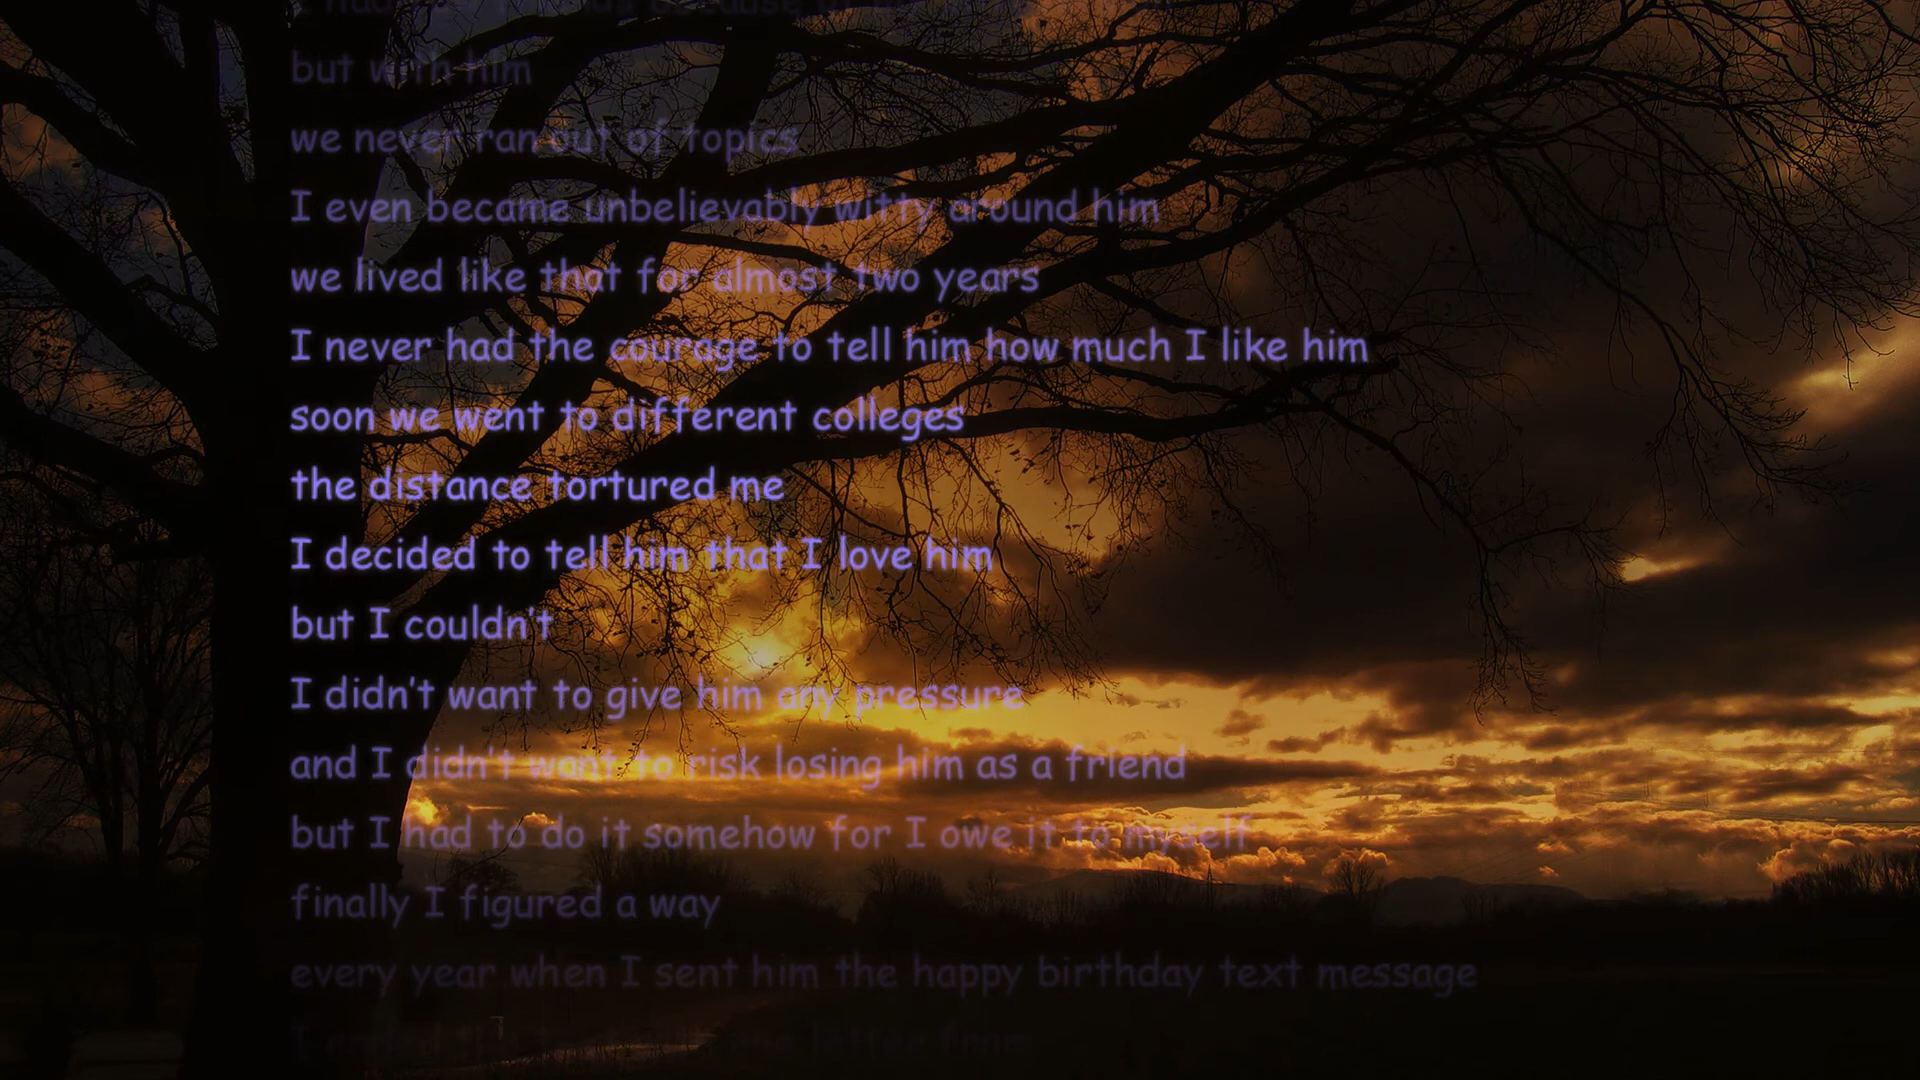 but with him
we never ran out of topics
I even became unbelievably witty around him
we lived like that for almost two years
I never had the courage to tell him how much I like him
soon we went to different colleges
the distance tortured me
I decided to tell him that I love him
but I couldn't
I didn't want to give him any pressure
and I didn't want to risk losing him as a friend
but I had to do it somehow for I owe it to myself
finally I figured a way
every year when I sent him the happy birthday text message